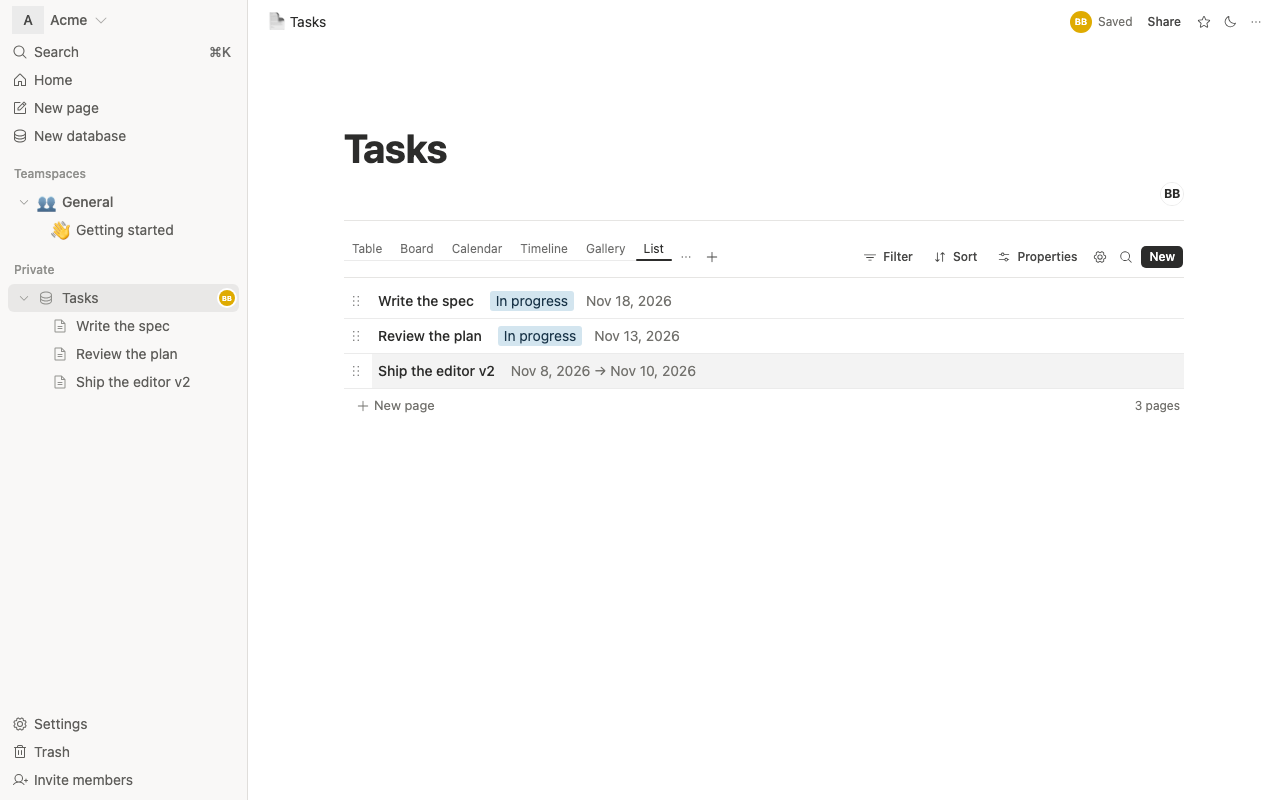 A Acme
Search ⌘K
Home
New page
New database
Teamspaces
General
Getting started
Private
Tasks BB
Write the spec
Review the plan
Ship the editor v2
Settings
Trash
Invite members
Tasks
BB Saved Share
Tasks
BB
Table Board Calendar Timeline Gallery List
Filter Sort Properties New
Write the spec In progress Nov 18, 2026
Review the plan In progress Nov 13, 2026
Ship the editor v2 Nov 8, 2026 → Nov 10, 2026
New page 3 pages